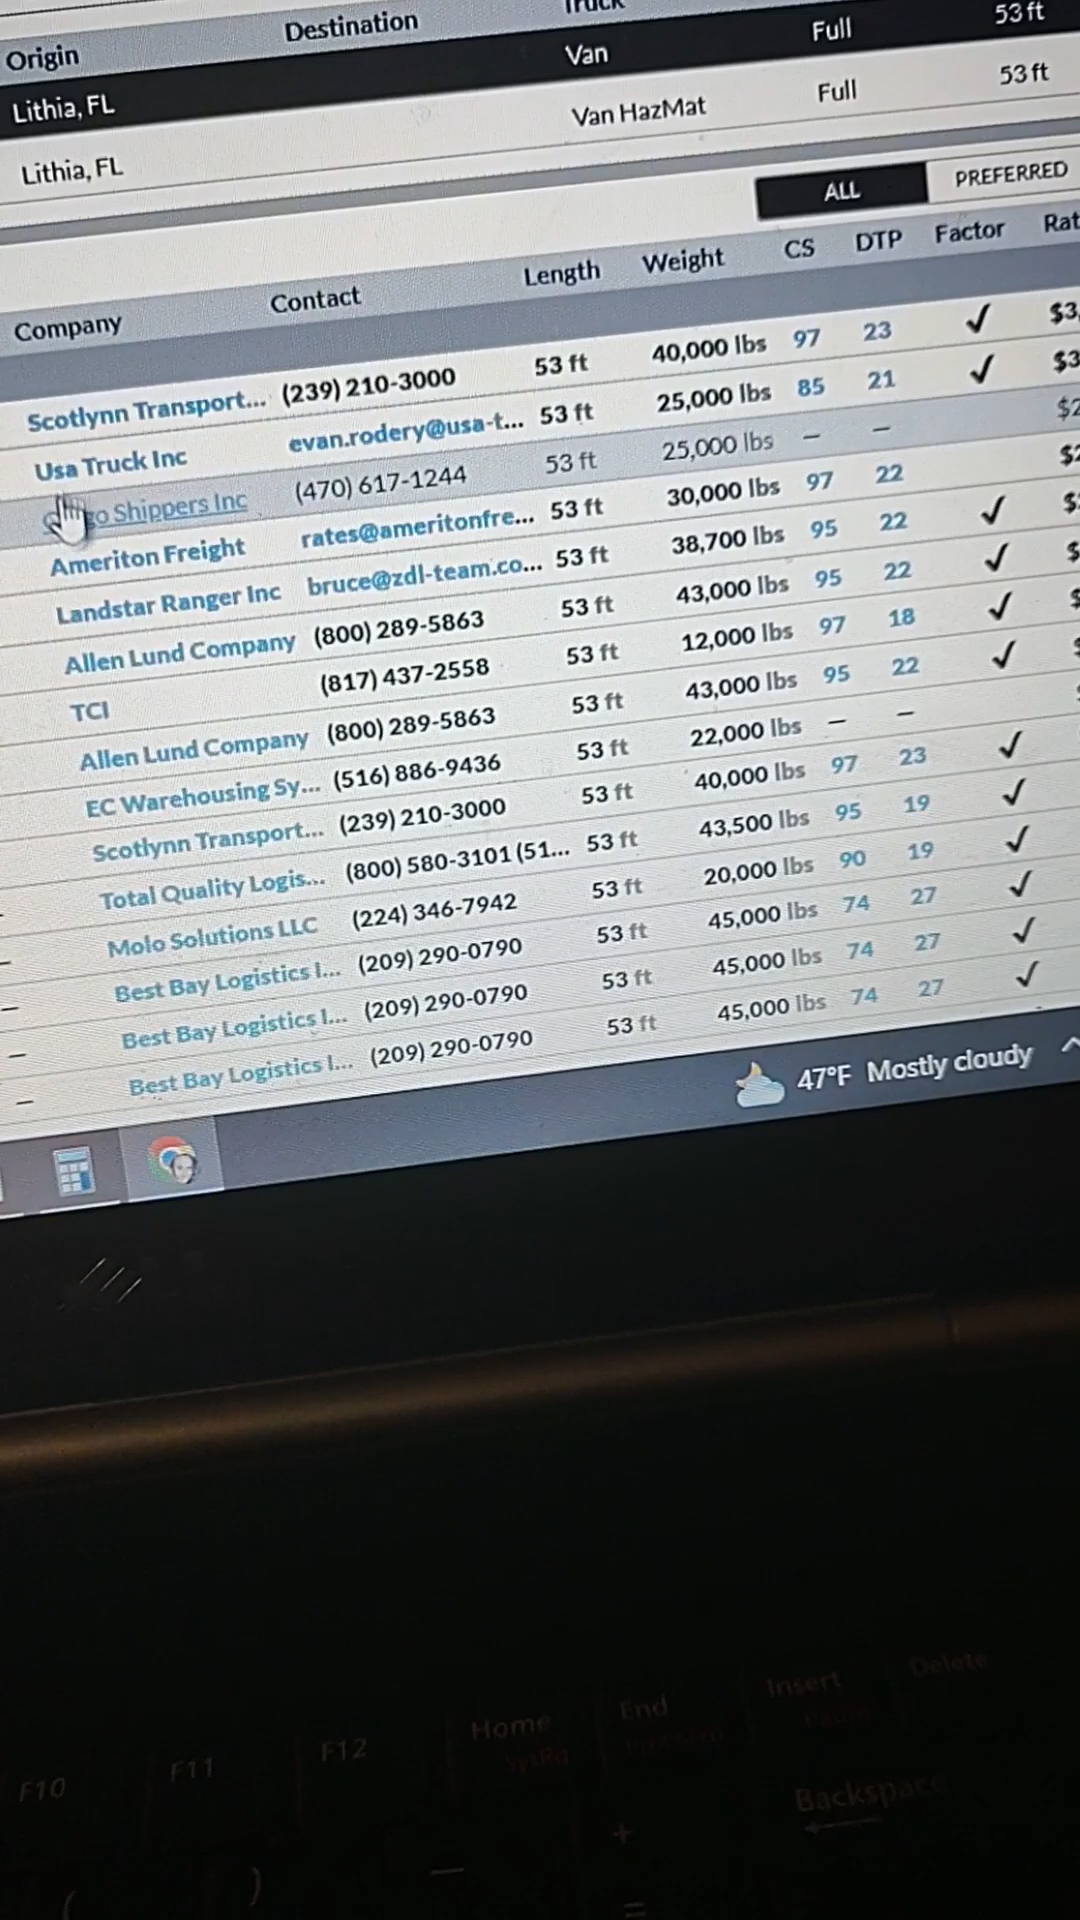 Origin Destination
Lithia, FL Van Full 53 ft
Lithia, FL Van HazMat Full 53 ft
ALL PREFERRED
Company Contact Length Weight CS DTP Factor Rat
Scotlynn Transport... (239) 210-3000 53 ft 40,000 lbs 97 23 ✓ $3,
Usa Truck Inc evan.rodery@usa-t... 53 ft 25,000 lbs 85 21 ✓ $3
Shippers Inc (470) 617-1244 53 ft 25,000 lbs – – $2
Ameriton Freight rates@ameritonfre... 53 ft 30,000 lbs 97 22 $2
Landstar Ranger Inc bruce@zdl-team.co... 53 ft 38,700 lbs 95 22 ✓ $
Allen Lund Company (800) 289-5863 53 ft 43,000 lbs 95 22 ✓ $
TCI (817) 437-2558 53 ft 12,000 lbs 97 18 ✓ $
Allen Lund Company (800) 289-5863 53 ft 43,000 lbs 95 22 ✓ $
EC Warehousing Sy... (516) 886-9436 53 ft 22,000 lbs – –
Scotlynn Transport... (239) 210-3000 53 ft 40,000 lbs 97 23 ✓
– Total Quality Logis... (800) 580-3101 (51... 53 ft 43,500 lbs 95 19 ✓
– Molo Solutions LLC (224) 346-7942 53 ft 20,000 lbs 90 19 ✓
– Best Bay Logistics I... (209) 290-0790 53 ft 45,000 lbs 74 27 ✓
– Best Bay Logistics I... (209) 290-0790 53 ft 45,000 lbs 74 27 ✓
– Best Bay Logistics I... (209) 290-0790 53 ft 45,000 lbs 74 27 ✓
47°F Mostly cloudy
F10 F11 F12 Home End Insert Delete
SysRq
Backspace
+
( ) – =